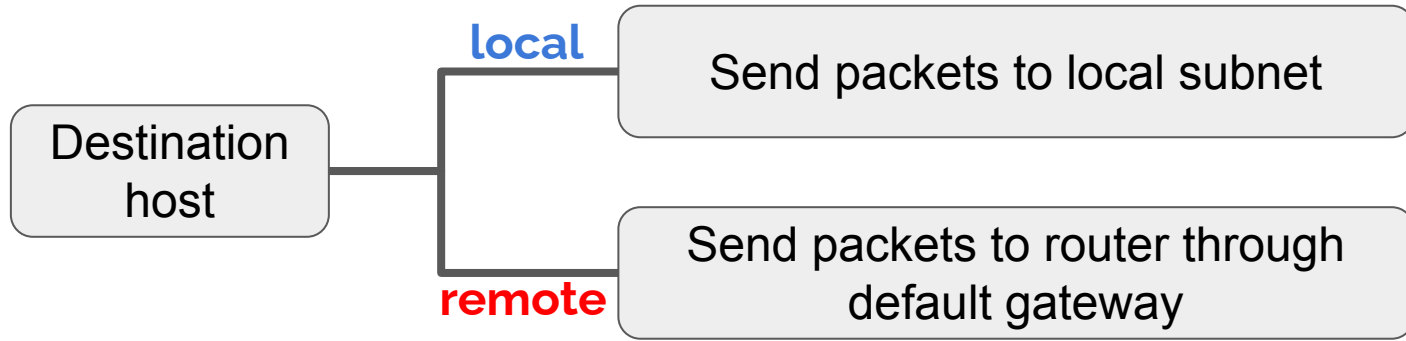 local
Send packets to local subnet
Destination
host
Send packets to router through
default gateway
remote